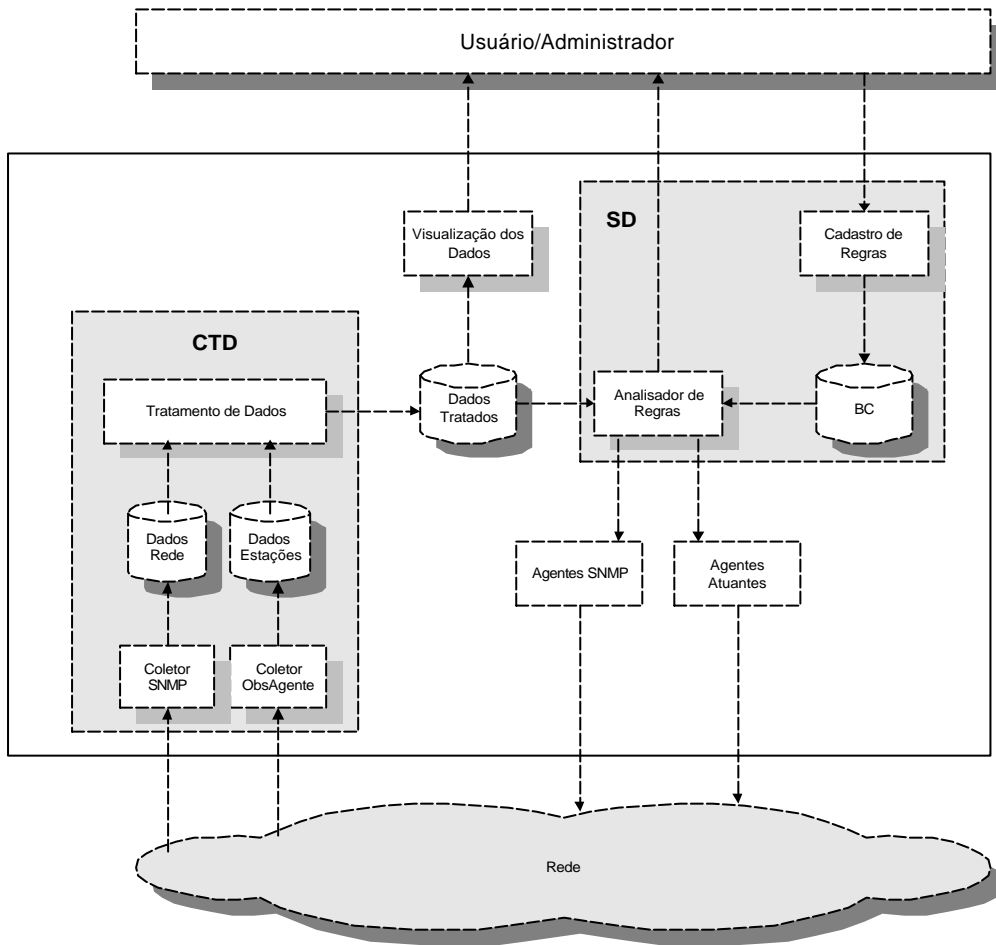 Usuário/Administrador
Visualização dos
Dados
SD
Cadastro de
Regras
CTD
Tratamento de Dados
Dados
Tratados
Analisador de
Regras
BC
Dados
Rede
Dados
Estações
Agentes SNMP
Agentes
Atuantes
Coletor
SNMP
Coletor
ObsAgente
Rede